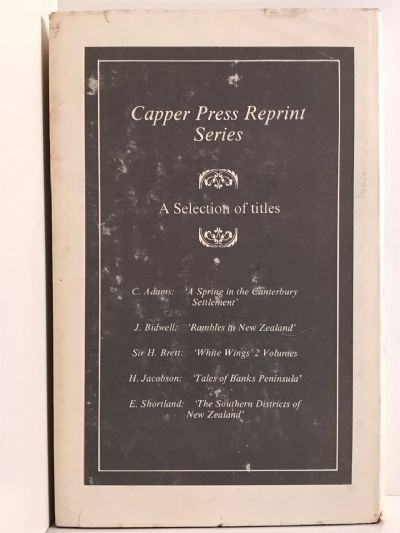 Capper Press Reprint
Series
A Selection of titles
C. Adams: 'A Spring in the Canterbury
Settlement'
J. Bidwell: 'Rambles in New Zealand'
Sir H. Brett: 'White Wings' 2 Volumes
H. Jacobson: 'Tales of Banks Peninsula'
E. Shortland: 'The Southern Districts of
New Zealand'